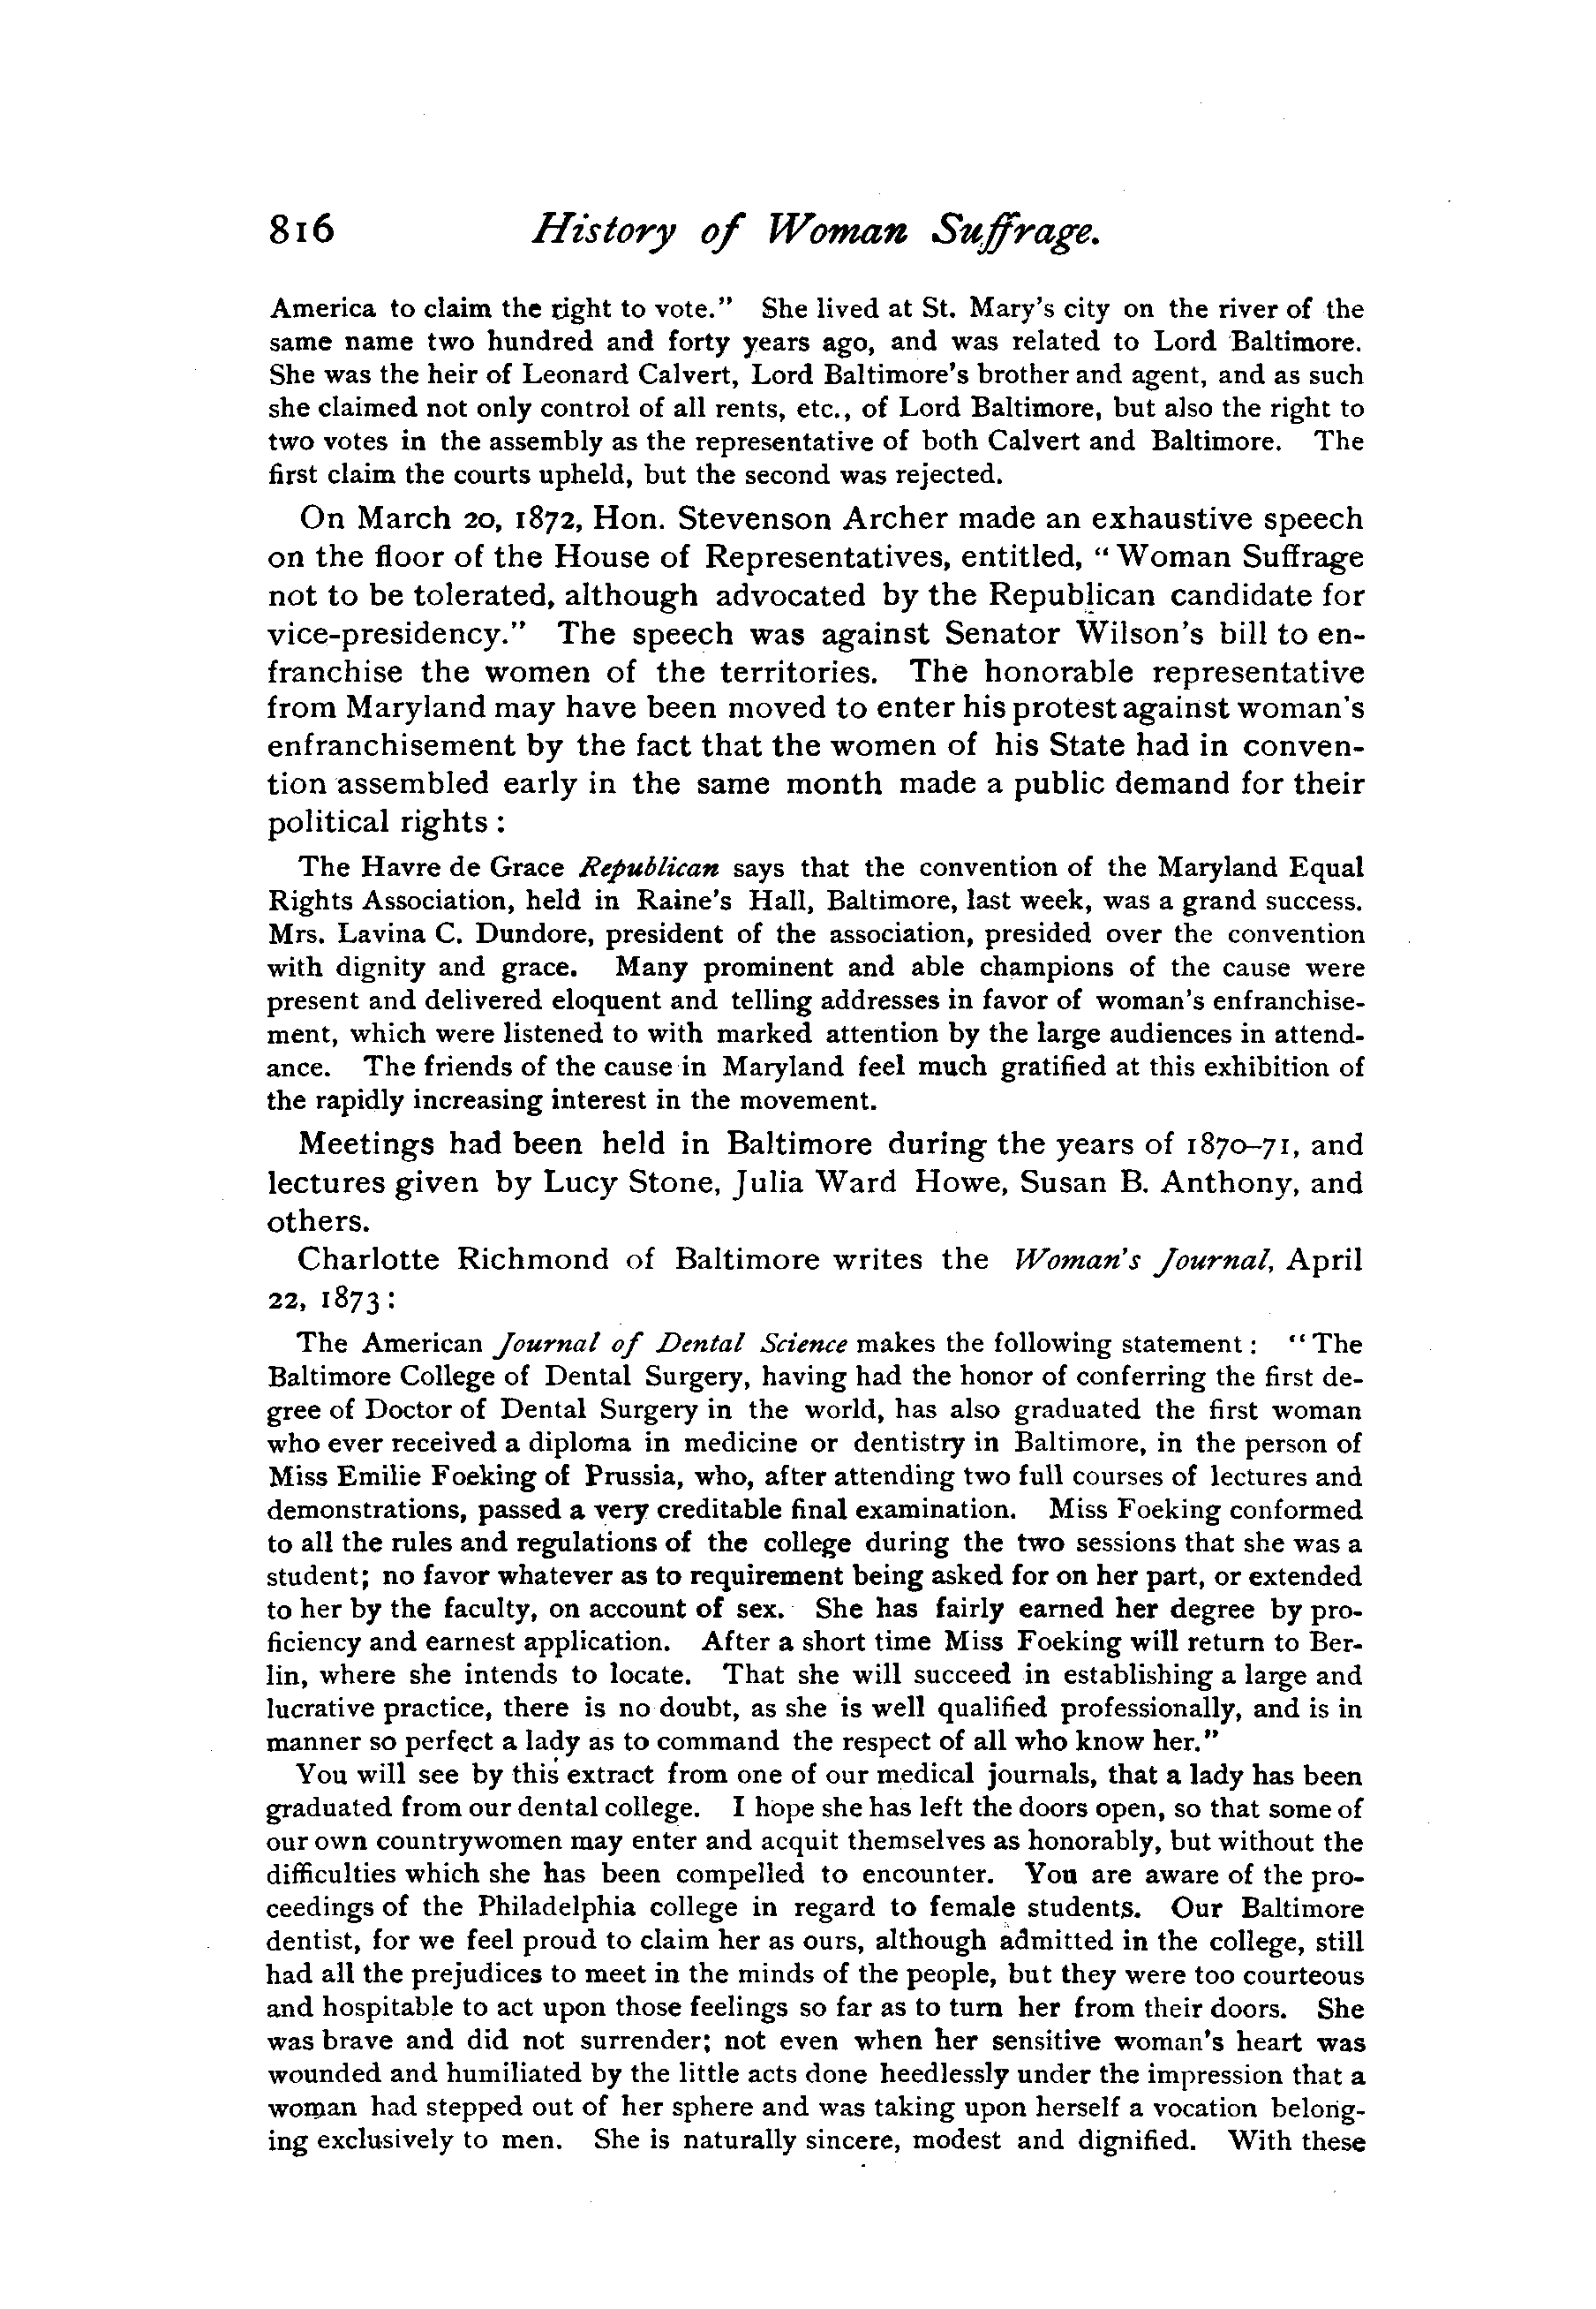 816 History of Woman Suffrage.
America to claim the right to vote." She lived at St. Mary's city on the river of the
same name two hundred and forty years ago, and was related to Lord Baltimore.
She was the heir of Leonard Calvert, Lord Baltimore's brother and agent, and as such
she claimed not only control of all rents, etc., of Lord Baltimore, but also the right to
two votes in the assembly as the representative of both Calvert and Baltimore. The
first claim the courts upheld, but the second was rejected.
On March 20, 1872, Hon. Stevenson Archer made an exhaustive speech
on the floor of the House of Representatives, entitled, "Woman Suffrage
not to be tolerated, although advocated by the Republican candidate for
vice-presidency." The speech was against Senator Wilson's bill to en-
franchise the women of the territories. The honorable representative
from Maryland may have been moved to enter his protest against woman's
enfranchisement by the fact that the women of his State had in conven-
tion assembled early in the same month made a public demand for their
political rights :
The Havre de Grace Republican says that the convention of the Maryland Equal
Rights Association, held in Raine's Hall, Baltimore, last week, was a grand success.
Mrs. Lavina C. Dundore, president of the association, presided over the convention
with dignity and grace. Many prominent and able champions of the cause were
present and delivered eloquent and telling addresses in favor of woman's enfranchise-
ment, which were listened to with marked attention by the large audiences in attend-
ance. The friends of the cause in Maryland feel much gratified at this exhibition of
the rapidly increasing interest in the movement.
Meetings had been held in Baltimore during the years of 1870–71, and
lectures given by Lucy Stone, Julia Ward Howe, Susan B. Anthony, and
others.
Charlotte Richmond of Baltimore writes the Woman's Journal, April
22, 1873 :
The American Journal of Dental Science makes the following statement : "The
Baltimore College of Dental Surgery, having had the honor of conferring the first de-
gree of Doctor of Dental Surgery in the world, has also graduated the first woman
who ever received a diploma in medicine or dentistry in Baltimore, in the person of
Miss Emilie Foeking of Prussia, who, after attending two full courses of lectures and
demonstrations, passed a very creditable final examination. Miss Foeking conformed
to all the rules and regulations of the college during the two sessions that she was a
student; no favor whatever as to requirement being asked for on her part, or extended
to her by the faculty, on account of sex. She has fairly earned her degree by pro-
ficiency and earnest application. After a short time Miss Foeking will return to Ber-
lin, where she intends to locate. That she will succeed in establishing a large and
lucrative practice, there is no doubt, as she is well qualified professionally, and is in
manner so perfect a lady as to command the respect of all who know her."
You will see by this extract from one of our medical journals, that a lady has been
graduated from our dental college. I hope she has left the doors open, so that some of
our own countrywomen may enter and acquit themselves as honorably, but without the
difficulties which she has been compelled to encounter. You are aware of the pro-
ceedings of the Philadelphia college in regard to female students. Our Baltimore
dentist, for we feel proud to claim her as ours, although admitted in the college, still
had all the prejudices to meet in the minds of the people, but they were too courteous
and hospitable to act upon those feelings so far as to turn her from their doors. She
was brave and did not surrender; not even when her sensitive woman's heart was
wounded and humiliated by the little acts done heedlessly under the impression that a
woman had stepped out of her sphere and was taking upon herself a vocation belong-
ing exclusively to men. She is naturally sincere, modest and dignified. With these